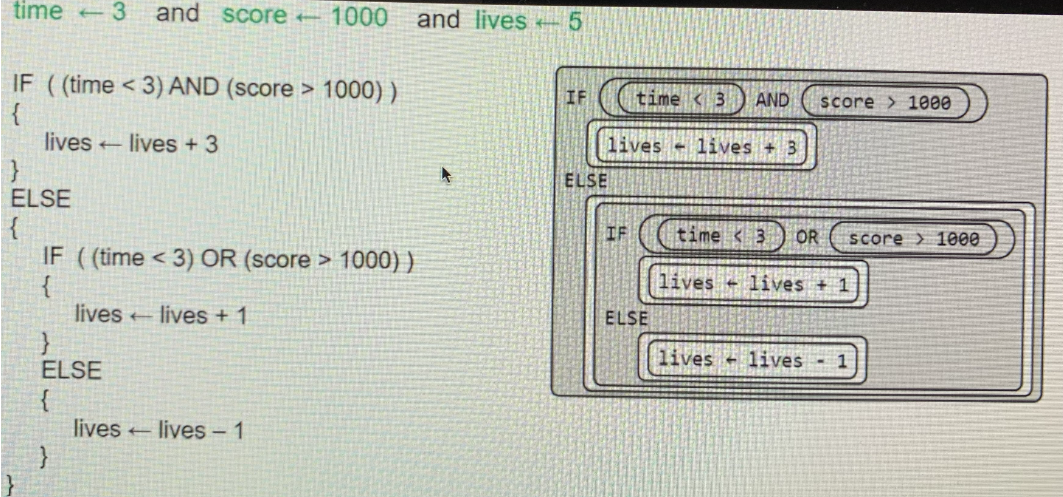 time ← 3 and score ← 1000 and lives ← 5
IF ( (time < 3) AND (score > 1000) )
{
lives ← lives + 3
}
ELSE
{
IF ( (time < 3) OR (score > 1000) )
{
lives ← lives + 1
}
ELSE
{
lives ← lives – 1
}
}
IF time < 3 AND score > 1000
lives ← lives + 3
ELSE
IF time < 3 OR score > 1000
lives ← lives + 1
ELSE
lives ← lives - 1